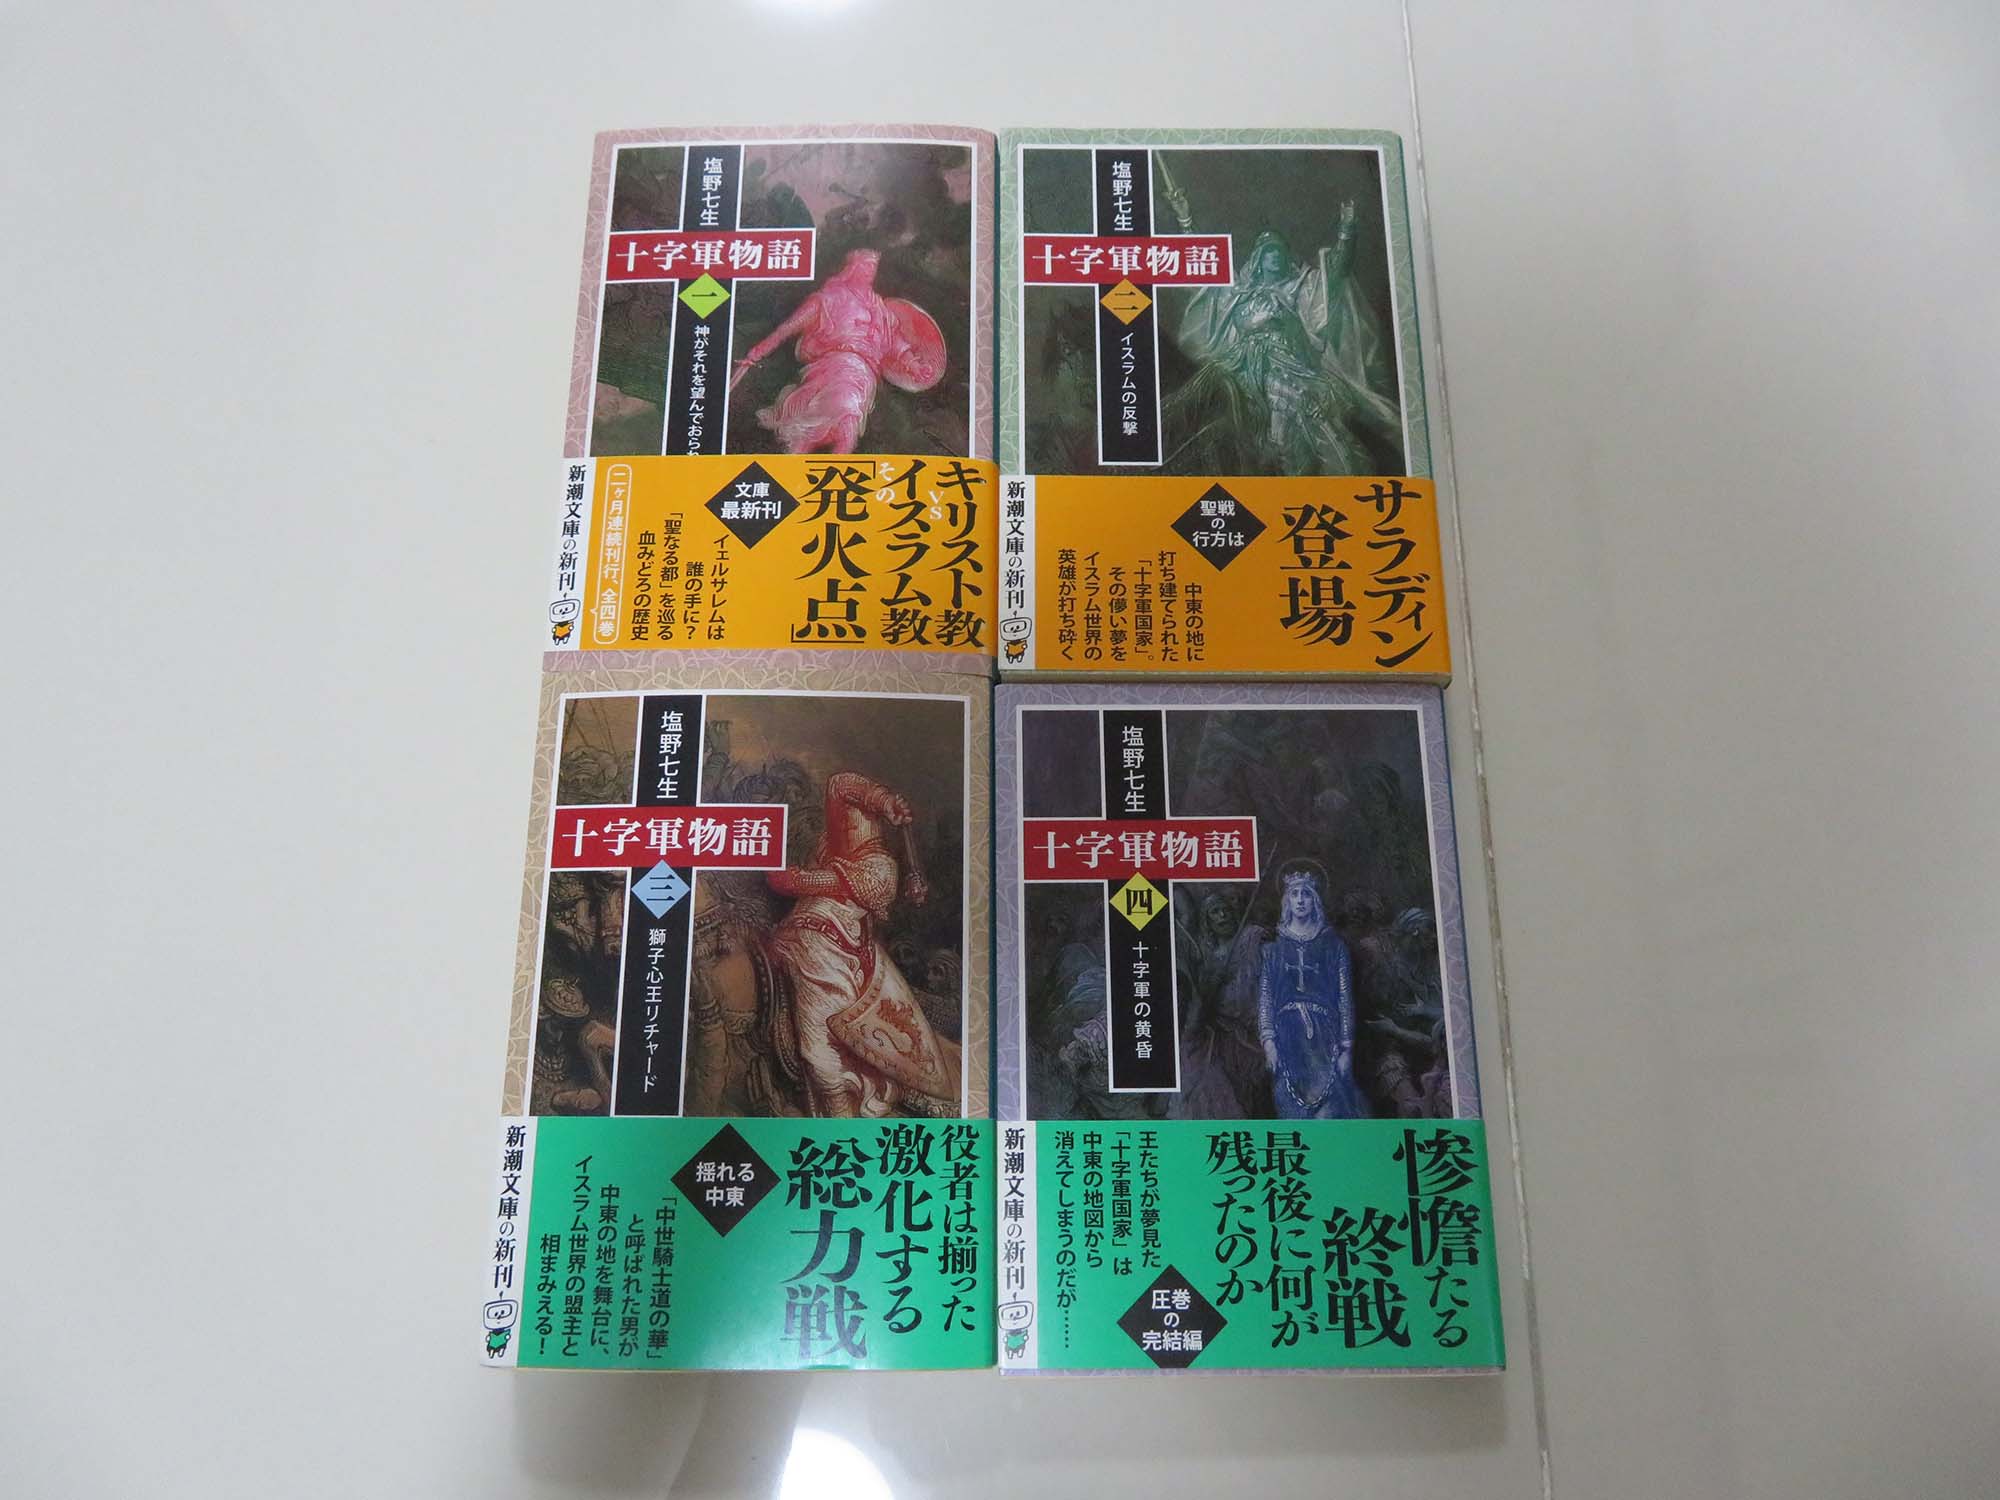 塩野七生
十字軍物語
一
神がそれを望んでおられ
新潮文庫の新刊
キリスト教
vs
イスラム教
その
「発火点」
文庫
最新刊
イェルサレムは
誰の手に？
「聖なる都」を巡る
血みどろの歴史
二ヶ月連続刊行、全四巻
塩野七生
十字軍物語
二
イスラムの反撃
新潮文庫の新刊
サラディン
登場
聖戦
の
行方は
中東の地に
打ち建てられた
「十字軍国家」。
その儚い夢を
イスラム世界の
英雄が打ち砕く
塩野七生
十字軍物語
三
獅子心王リチャード
新潮文庫の新刊
役者は揃った
激化する
総力戦
揺れる
中東
「中世騎士道の華」
と呼ばれた男が
中東の地を舞台に、
イスラム世界の盟主と
相まみえる！
塩野七生
十字軍物語
四
十字軍の黄昏
新潮文庫の新刊
惨憺たる
終戦
最後に何が
残ったのか
王たちが夢見た
「十字軍国家」は
中東の地図から
消えてしまうのだが……
圧巻
の
完結編